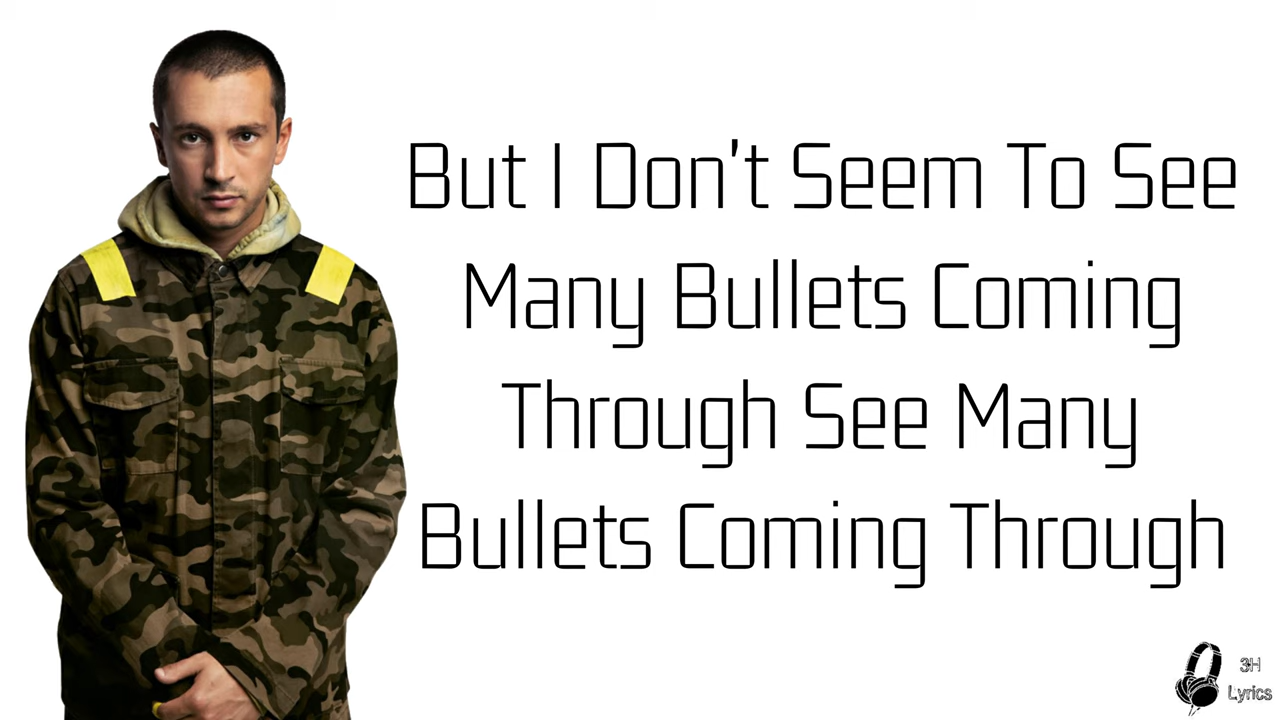 But I Don't Seem To See
Many Bullets Coming
Through See Many
Bullets Coming Through
3H
Lyrics